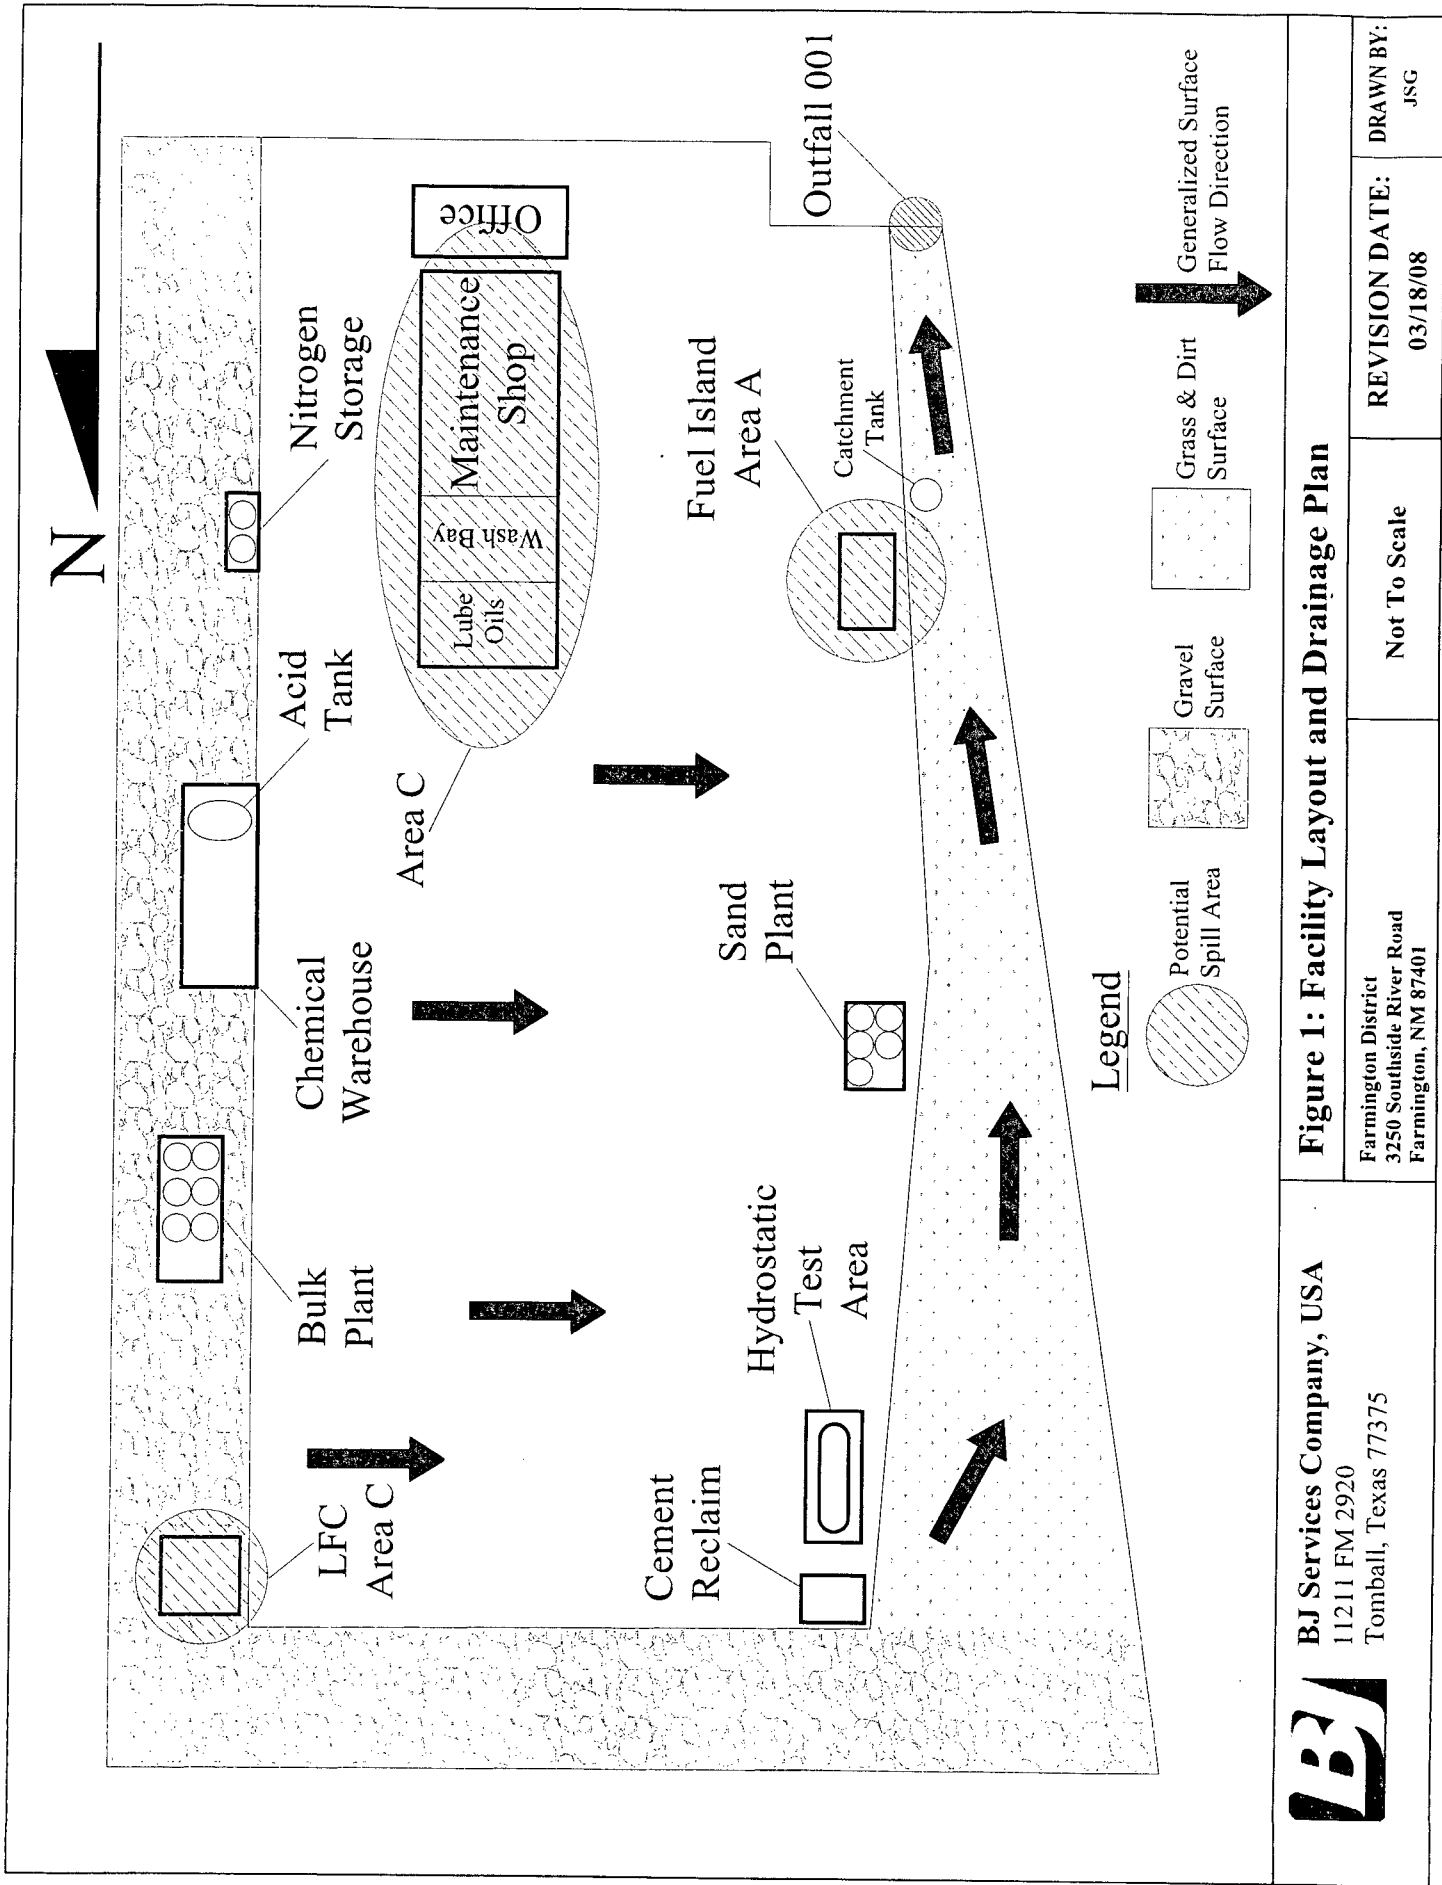 N
Nitrogen
Storage
Acid
Tank
Chemical
Warehouse
Bulk
Plant
LFC
Area C
Office
Maintenance
Shop
Wash Bay
Lube
Oils
Area C
Outfall 001
Fuel Island
Area A
Catchment
Tank
Sand
Plant
Hydrostatic
Test
Area
Cement
Reclaim
Legend
Potential
Spill Area
Gravel
Surface
Grass & Dirt
Surface
Generalized Surface
Flow Direction
BJ
BJ Services Company, USA
11211 FM 2920
Tomball, Texas 77375
Figure 1: Facility Layout and Drainage Plan
Farmington District
3250 Southside River Road
Farmington, NM 87401
Not To Scale
REVISION DATE:
03/18/08
DRAWN BY:
JSG